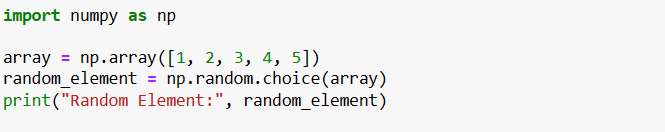 import numpy as np
array = np.array([1, 2, 3, 4, 5])
random_element = np.random.choice(array)
print("Random Element:", random_element)